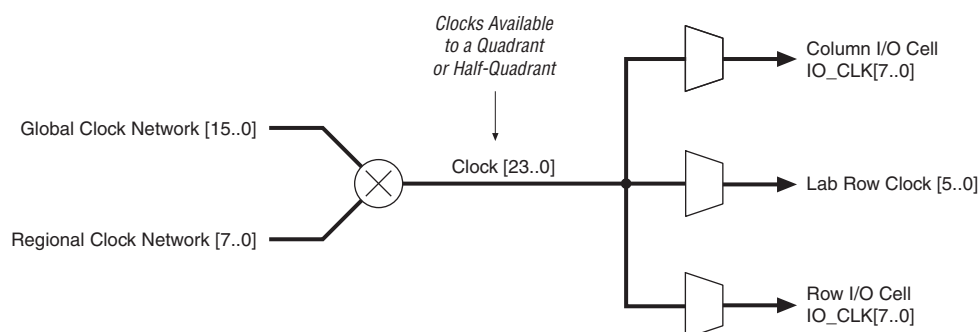 Clocks Available
to a Quadrant
or Half-Quadrant
Column I/O Cell
IO_CLK[7..0]
Global Clock Network [15..0]
Clock [23..0]
Lab Row Clock [5..0]
Regional Clock Network [7..0]
Row I/O Cell
IO_CLK[7..0]